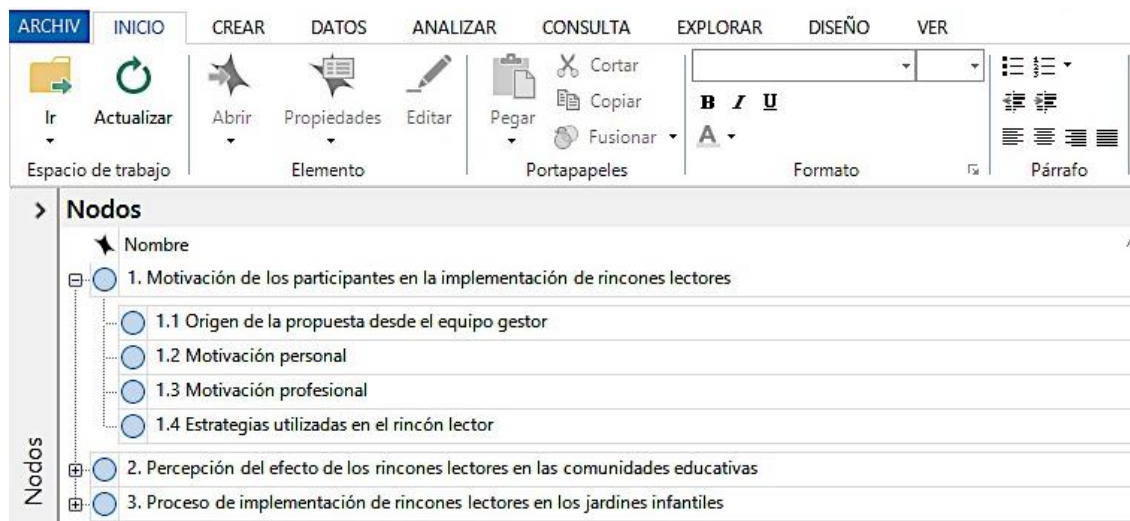 ARCHIV INICIO CREAR DATOS ANALIZAR CONSULTA EXPLORAR DISEÑO VER
Ir Actualizar Abrir Propiedades Editar Pegar Cortar
Copiar
Fusionar
B I U
A
Espacio de trabajo Elemento Portapapeles Formato Párrafo
Nodos
Nombre
1. Motivación de los participantes en la implementación de rincones lectores
1.1 Origen de la propuesta desde el equipo gestor
1.2 Motivación personal
1.3 Motivación profesional
1.4 Estrategias utilizadas en el rincón lector
2. Percepción del efecto de los rincones lectores en las comunidades educativas
3. Proceso de implementación de rincones lectores en los jardines infantiles
Nodos